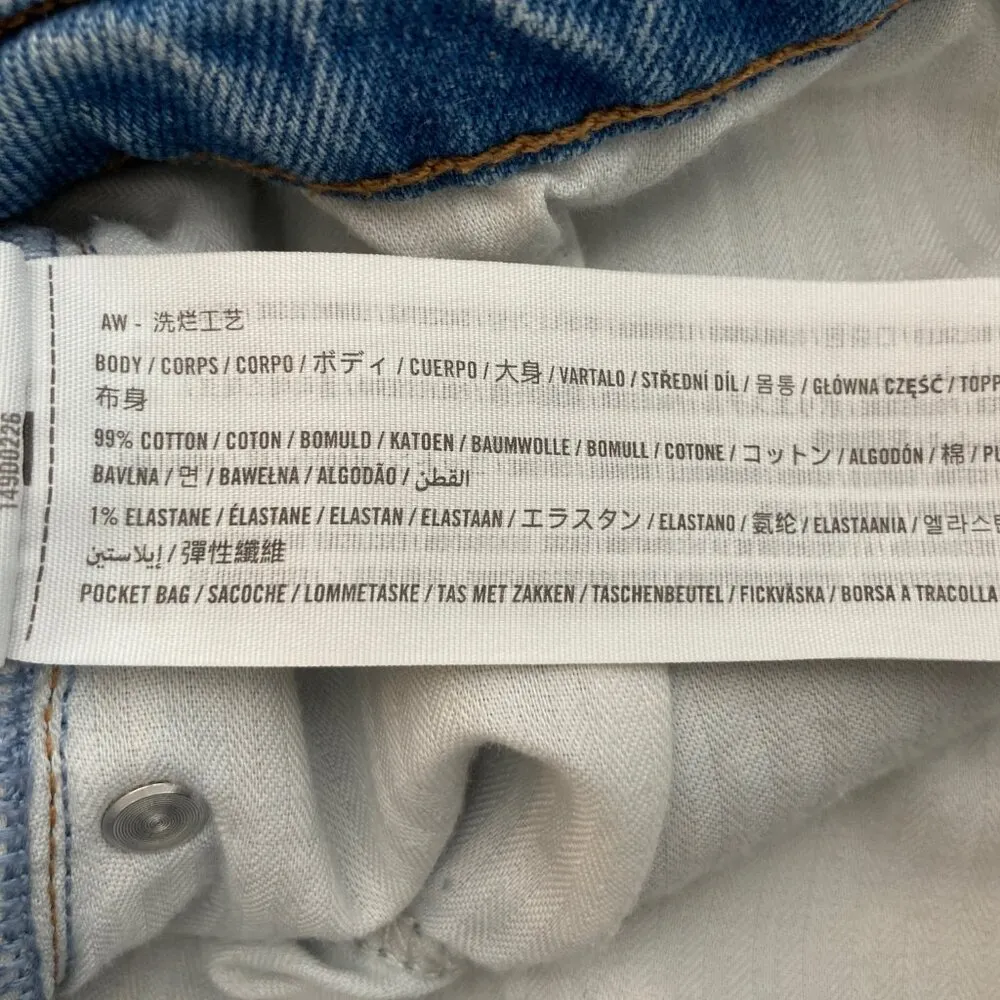 AW - 洗烂工艺
BODY / CORPS / CORPO / ボディ / CUERPO / 大身 / VARTALO / STŘEDNÍ DÍL / 몸통 / GŁÓWNA CZĘŚĆ / TOPP
布身
99% COTTON / COTON / BOMULD / KATOEN / BAUMWOLLE / BOMULL / COTONE / コットン / ALGODÓN / 棉 / PU
BAVLNA / 면 / BAWEŁNA / ALGODÃO / القطن
1% ELASTANE / ÉLASTANE / ELASTAN / ELASTAAN / エラスタン / ELASTANO / 氨纶 / ELASTAANIA / 엘라스
إيلاستين / 彈性纖維
POCKET BAG / SACOCHE / LOMMETASKE / TAS MET ZAKKEN / TASCHENBEUTEL / FICKVÄSKA / BORSA A TRACOLLA
149D0226